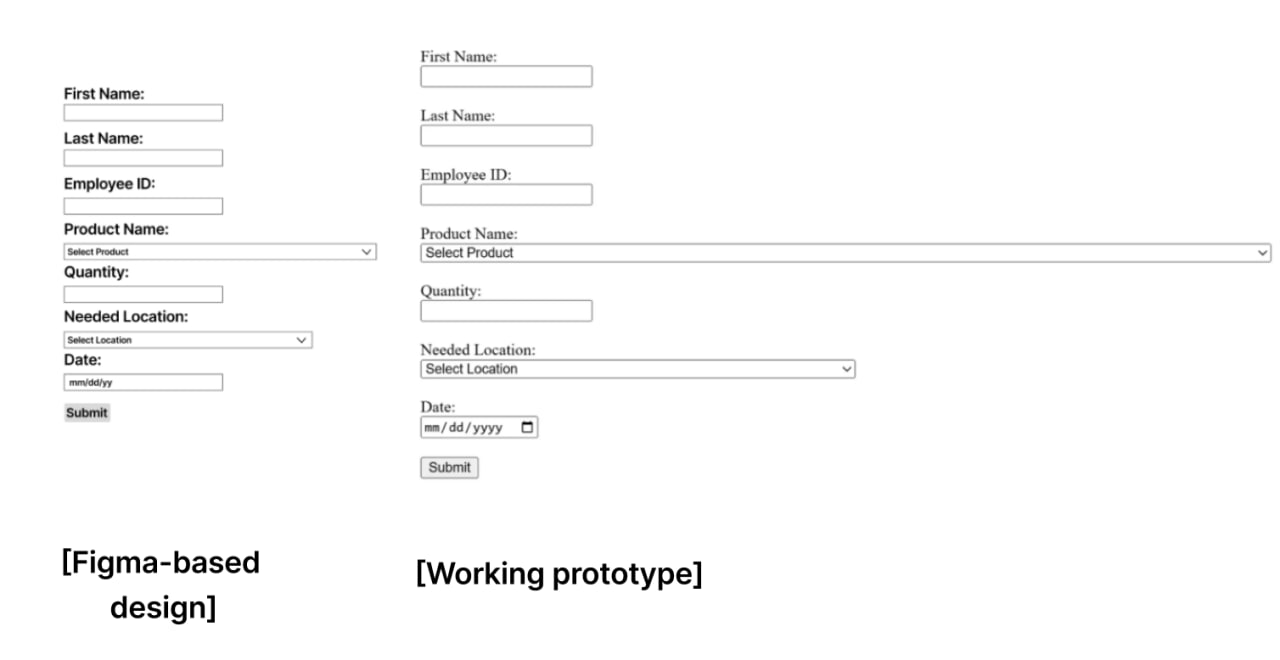 First Name:
Last Name:
Employee ID:
Product Name:
Select Product
Quantity:
Needed Location:
Select Location
Date:
mm/dd/yy
Submit
[Figma-based
design]
First Name:
Last Name:
Employee ID:
Product Name:
Select Product
Quantity:
Needed Location:
Select Location
Date:
mm/dd/yyyy
Submit
[Working prototype]